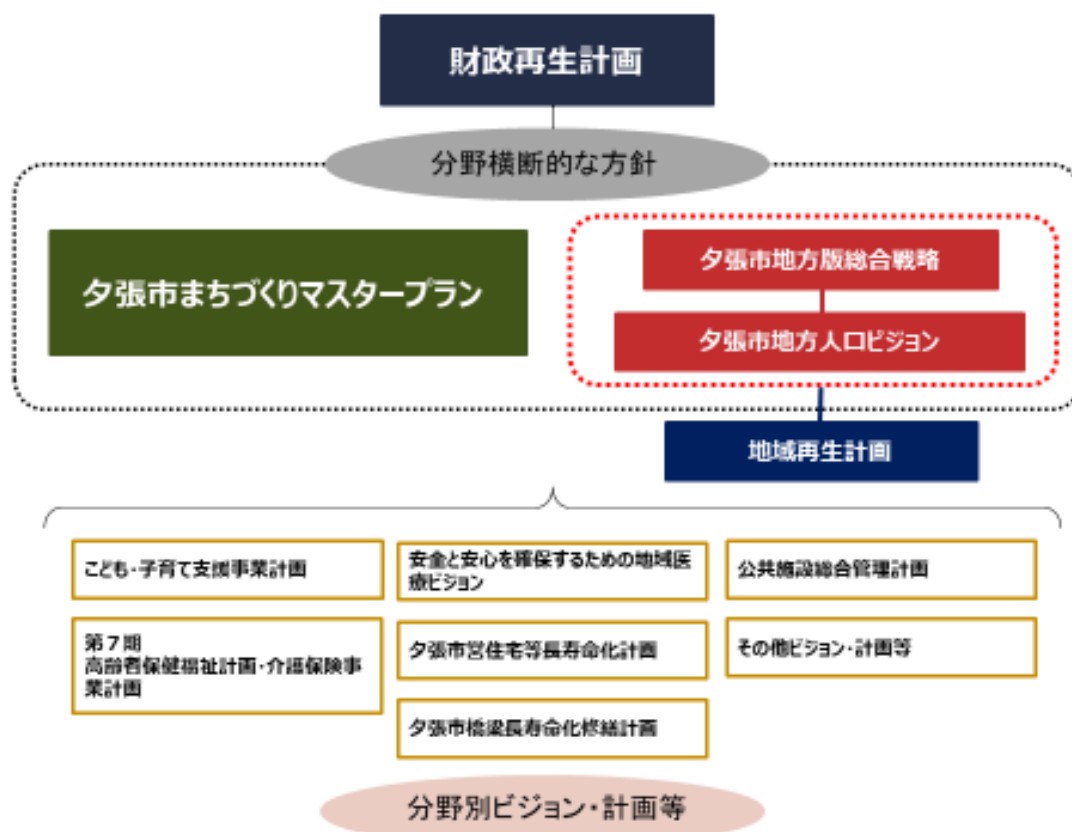 財政再生計画
分野横断的な方針
夕張市まちづくりマスタープラン
夕張市地方版総合戦略
夕張市地方人口ビジョン
地域再生計画
こども・子育て支援事業計画
第７期
高齢者保健福祉計画・介護保険事
業計画
安全と安心を確保するための地域医
療ビジョン
夕張市営住宅等長寿命化計画
夕張市橋梁長寿命化修繕計画
公共施設総合管理計画
その他ビジョン・計画等
分野別ビジョン・計画等